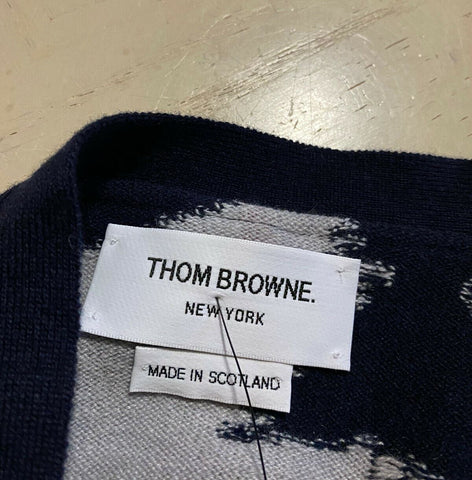 THOM BROWNE.
NEW YORK
MADE IN SCOTLAND